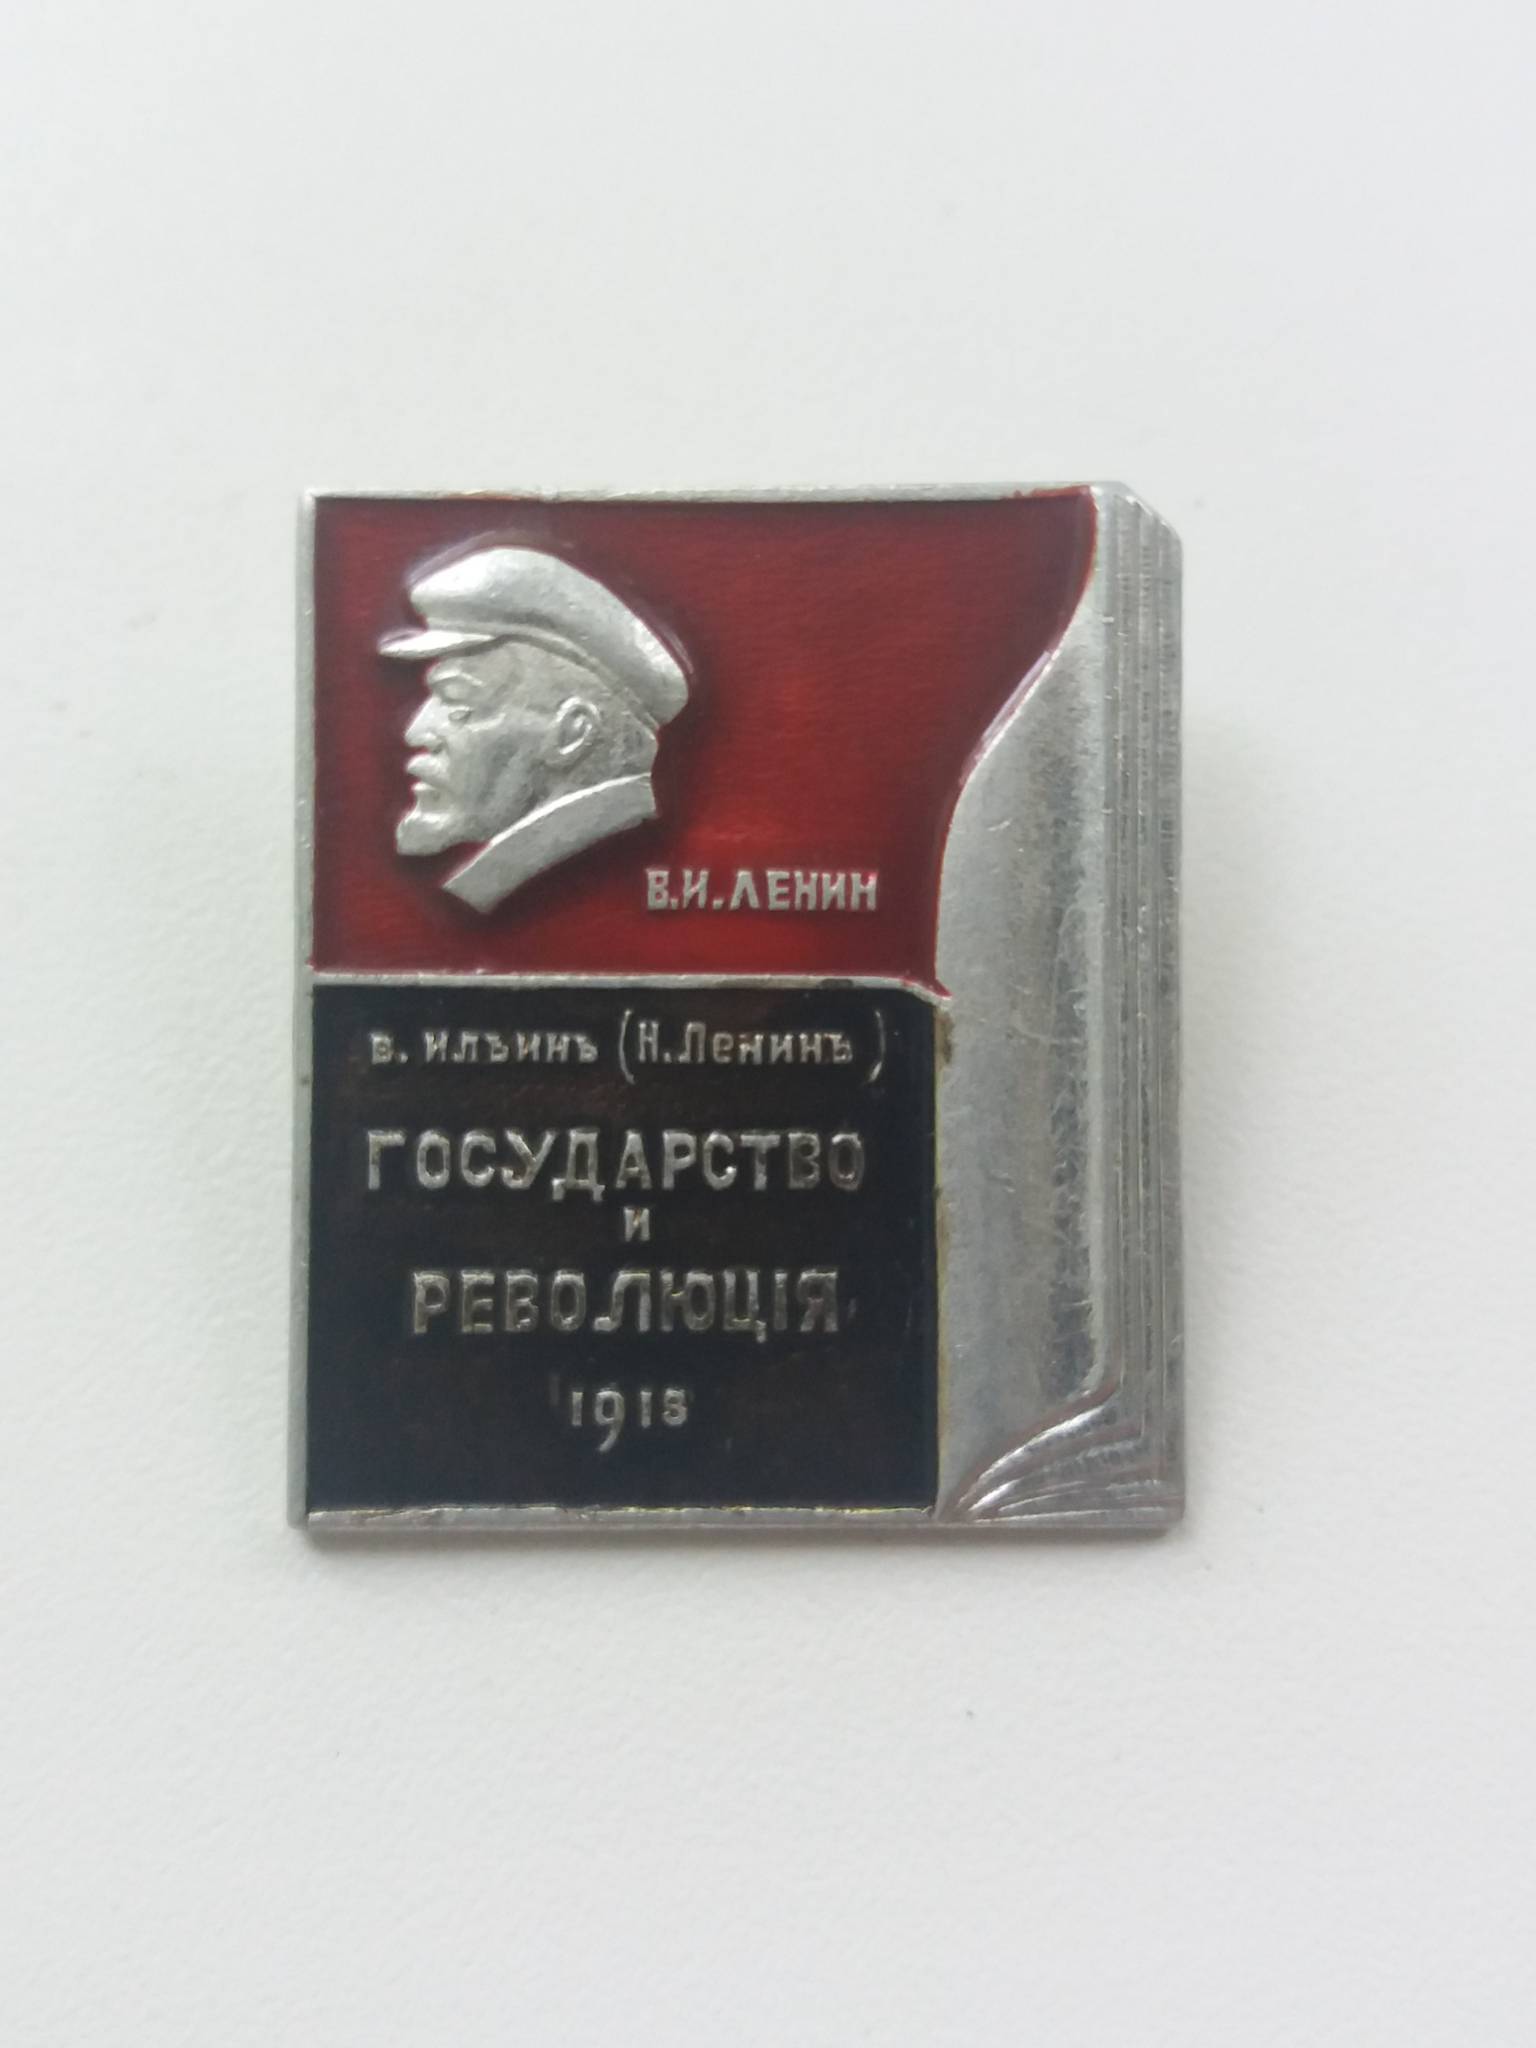 В.И.ЛЕНИН
в. ильинъ (Н.Ленинъ)
ГОСУДАРСТВО
и
РЕВОЛЮЦІЯ
1918